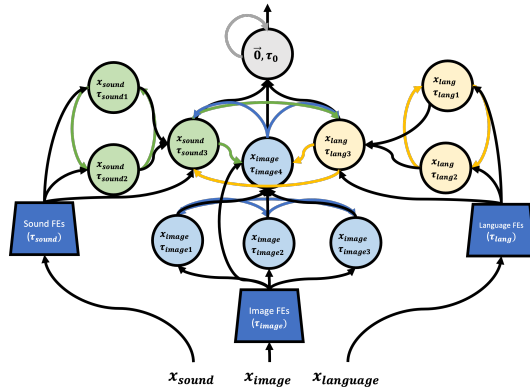 0⃗, τ0
xsound
τsound1
xlang
τlang1
xsound
τsound3
xlang
τlang3
ximage
τimage4
xsound
τsound2
xlang
τlang2
Sound FEs
(τsound)
Language FEs
(τlang)
ximage
τimage1
ximage
τimage2
ximage
τimage3
Image FEs
(τimage)
xsound ximage xlanguage